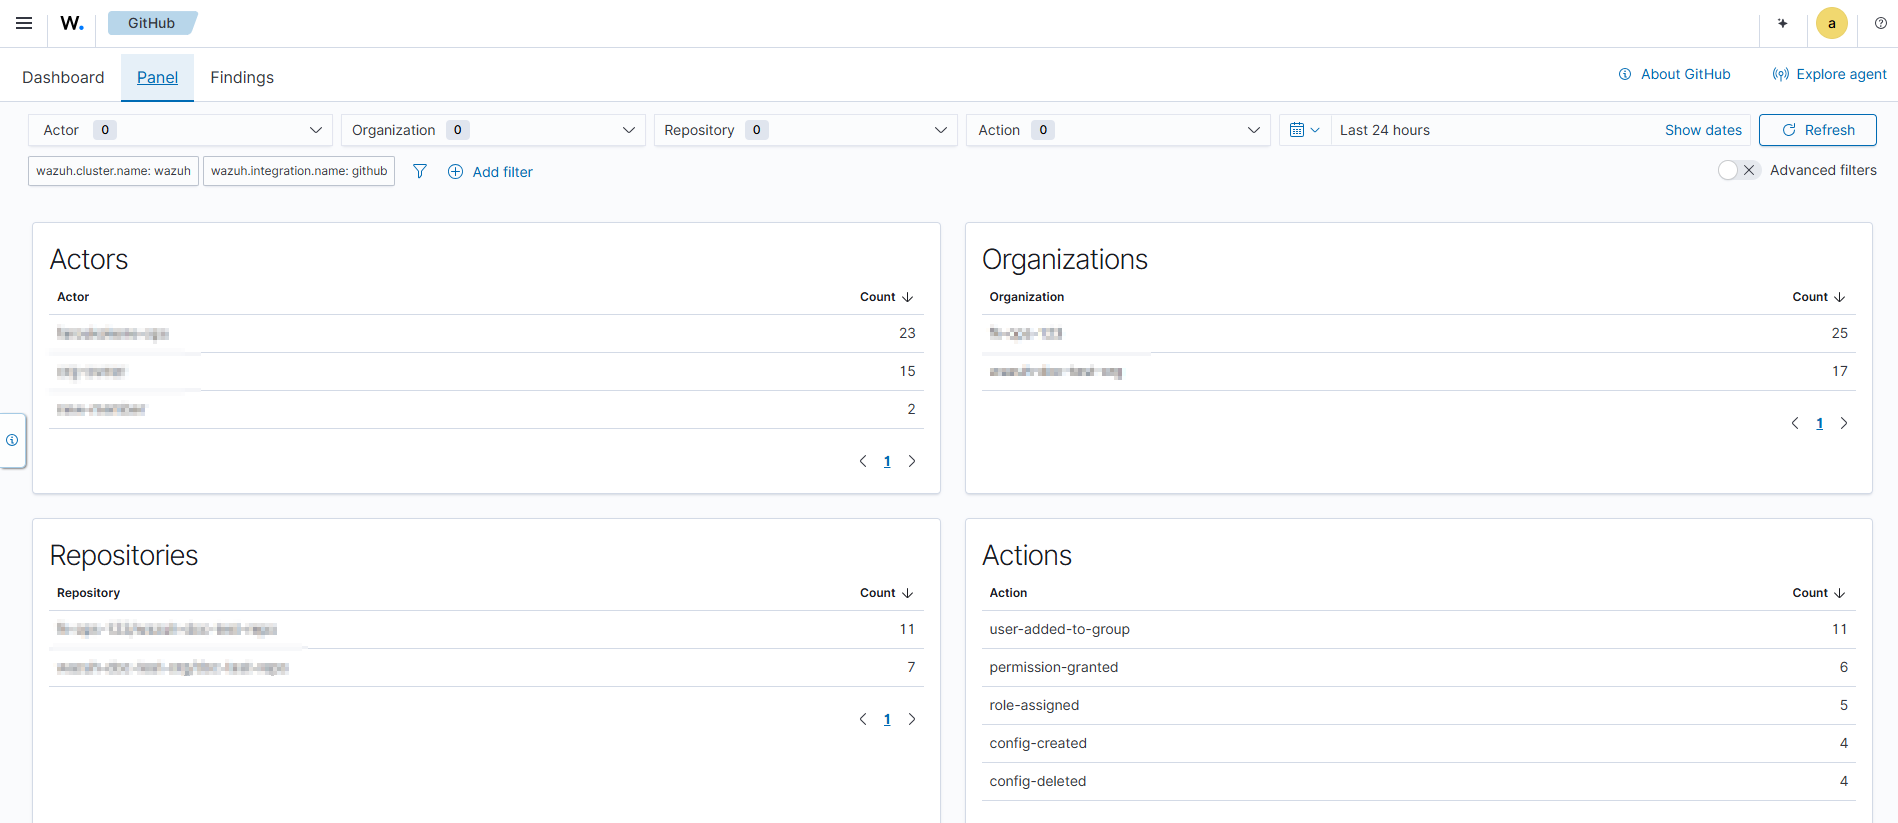 W. GitHub a
Dashboard Panel Findings About GitHub Explore agent
Actor 0 Organization 0 Repository 0 Action 0 Last 24 hours Show dates Refresh
wazuh.cluster.name: wazuh wazuh.integration.name: github Add filter Advanced filters
Actors
Actor Count
23
15
2
1
Organizations
Organization Count
25
17
1
Repositories
Repository Count
11
7
1
Actions
Action Count
user-added-to-group 11
permission-granted 6
role-assigned 5
config-created 4
config-deleted 4